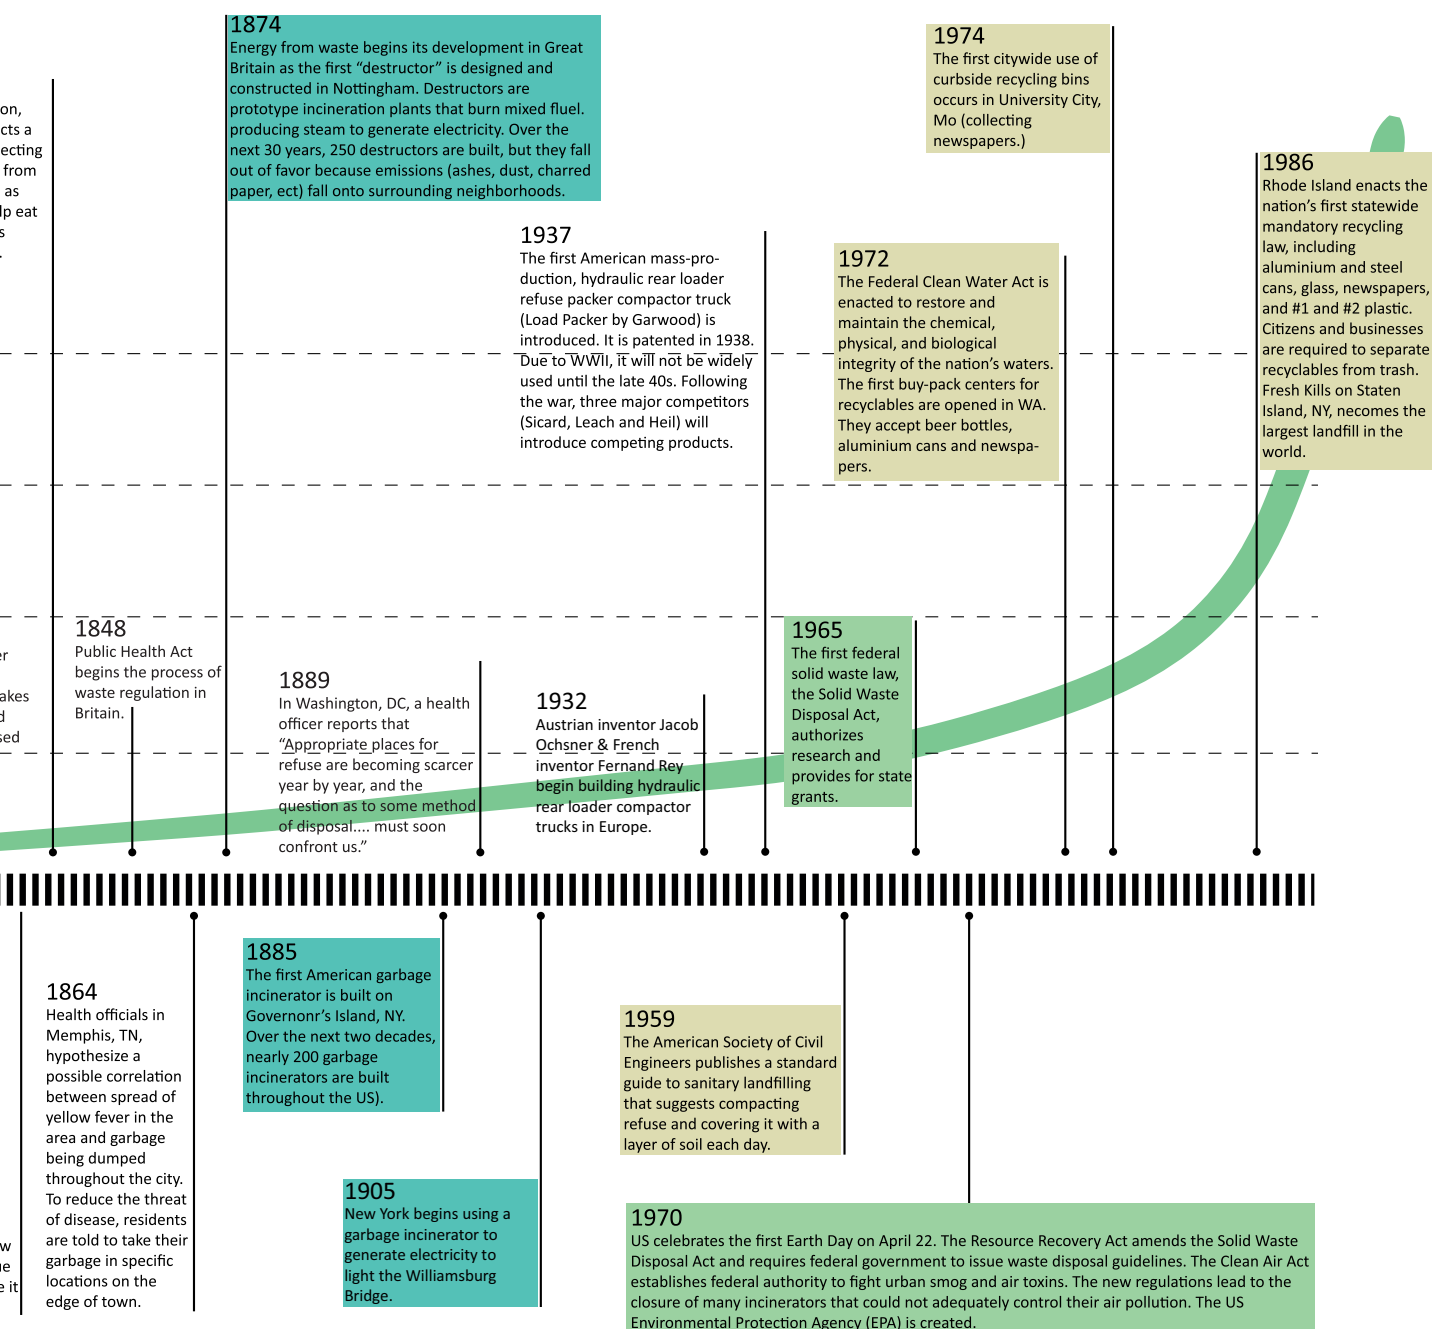 on,
cts a
ecting
from
as
lp eat
s
.
1874
Energy from waste begins its development in Great
Britain as the first “destructor” is designed and
constructed in Nottingham. Destructors are
prototype incineration plants that burn mixed fluel.
producing steam to generate electricity. Over the
next 30 years, 250 destructors are built, but they fall
out of favor because emissions (ashes, dust, charred
paper, ect) fall onto surrounding neighborhoods.
1974
The first citywide use of
curbside recycling bins
occurs in University City,
Mo (collecting
newspapers.)
1986
Rhode Island enacts the
nation’s first statewide
mandatory recycling
law, including
aluminium and steel
cans, glass, newspapers,
and #1 and #2 plastic.
Citizens and businesses
are required to separate
recyclables from trash.
Fresh Kills on Staten
Island, NY, necomes the
largest landfill in the
world.
1937
The first American mass-pro-
duction, hydraulic rear loader
refuse packer compactor truck
(Load Packer by Garwood) is
introduced. It is patented in 1938.
Due to WWII, it will not be widely
used until the late 40s. Following
the war, three major competitors
(Sicard, Leach and Heil) will
introduce competing products.
1972
The Federal Clean Water Act is
enacted to restore and
maintain the chemical,
physical, and biological
integrity of the nation’s waters.
The first buy-pack centers for
recyclables are opened in WA.
They accept beer bottles,
aluminium cans and newspa-
pers.
er
akes
d
sed
1848
Public Health Act
begins the process of
waste regulation in
Britain.
1889
In Washington, DC, a health
officer reports that
“Appropriate places for
refuse are becoming scarcer
year by year, and the
question as to some method
of disposal.... must soon
confront us.”
1932
Austrian inventor Jacob
Ochsner & French
inventor Fernand Rey
begin building hydraulic
rear loader compactor
trucks in Europe.
1965
The first federal
solid waste law,
the Solid Waste
Disposal Act,
authorizes
research and
provides for state
grants.
w
ue
e it
1864
Health officials in
Memphis, TN,
hypothesize a
possible correlation
between spread of
yellow fever in the
area and garbage
being dumped
throughout the city.
To reduce the threat
of disease, residents
are told to take their
garbage in specific
locations on the
edge of town.
1885
The first American garbage
incinerator is built on
Governonr’s Island, NY.
Over the next two decades,
nearly 200 garbage
incinerators are built
throughout the US).
1905
New York begins using a
garbage incinerator to
generate electricity to
light the Williamsburg
Bridge.
1959
The American Society of Civil
Engineers publishes a standard
guide to sanitary landfilling
that suggests compacting
refuse and covering it with a
layer of soil each day.
1970
US celebrates the first Earth Day on April 22. The Resource Recovery Act amends the Solid Waste
Disposal Act and requires federal government to issue waste disposal guidelines. The Clean Air Act
establishes federal authority to fight urban smog and air toxins. The new regulations lead to the
closure of many incinerators that could not adequately control their air pollution. The US
Environmental Protection Agency (EPA) is created.